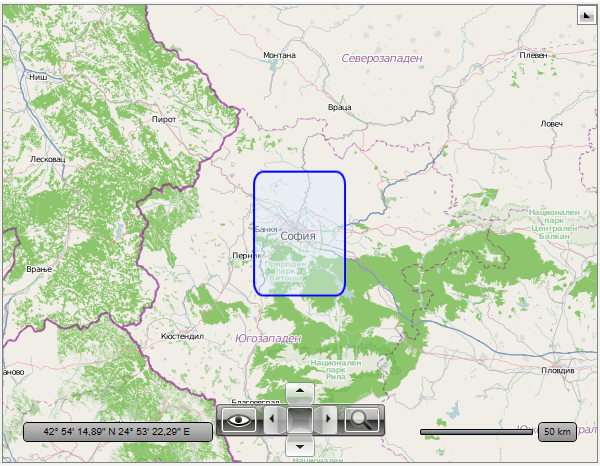 Монтана
Северозападен
Плевен
Ниш
Враца
Пирот
Ловеч
Лесковац
Национален
парк
Централен
Балкан
Банкя
София
Перник
Природен
парк
Витоша
Врање
Кюстендил
Югозападен
Национален
парк
Рила
Пловдив
аново
Благоевград
42° 54' 14,89" N 24° 53' 22,29" E
50 km
Национален